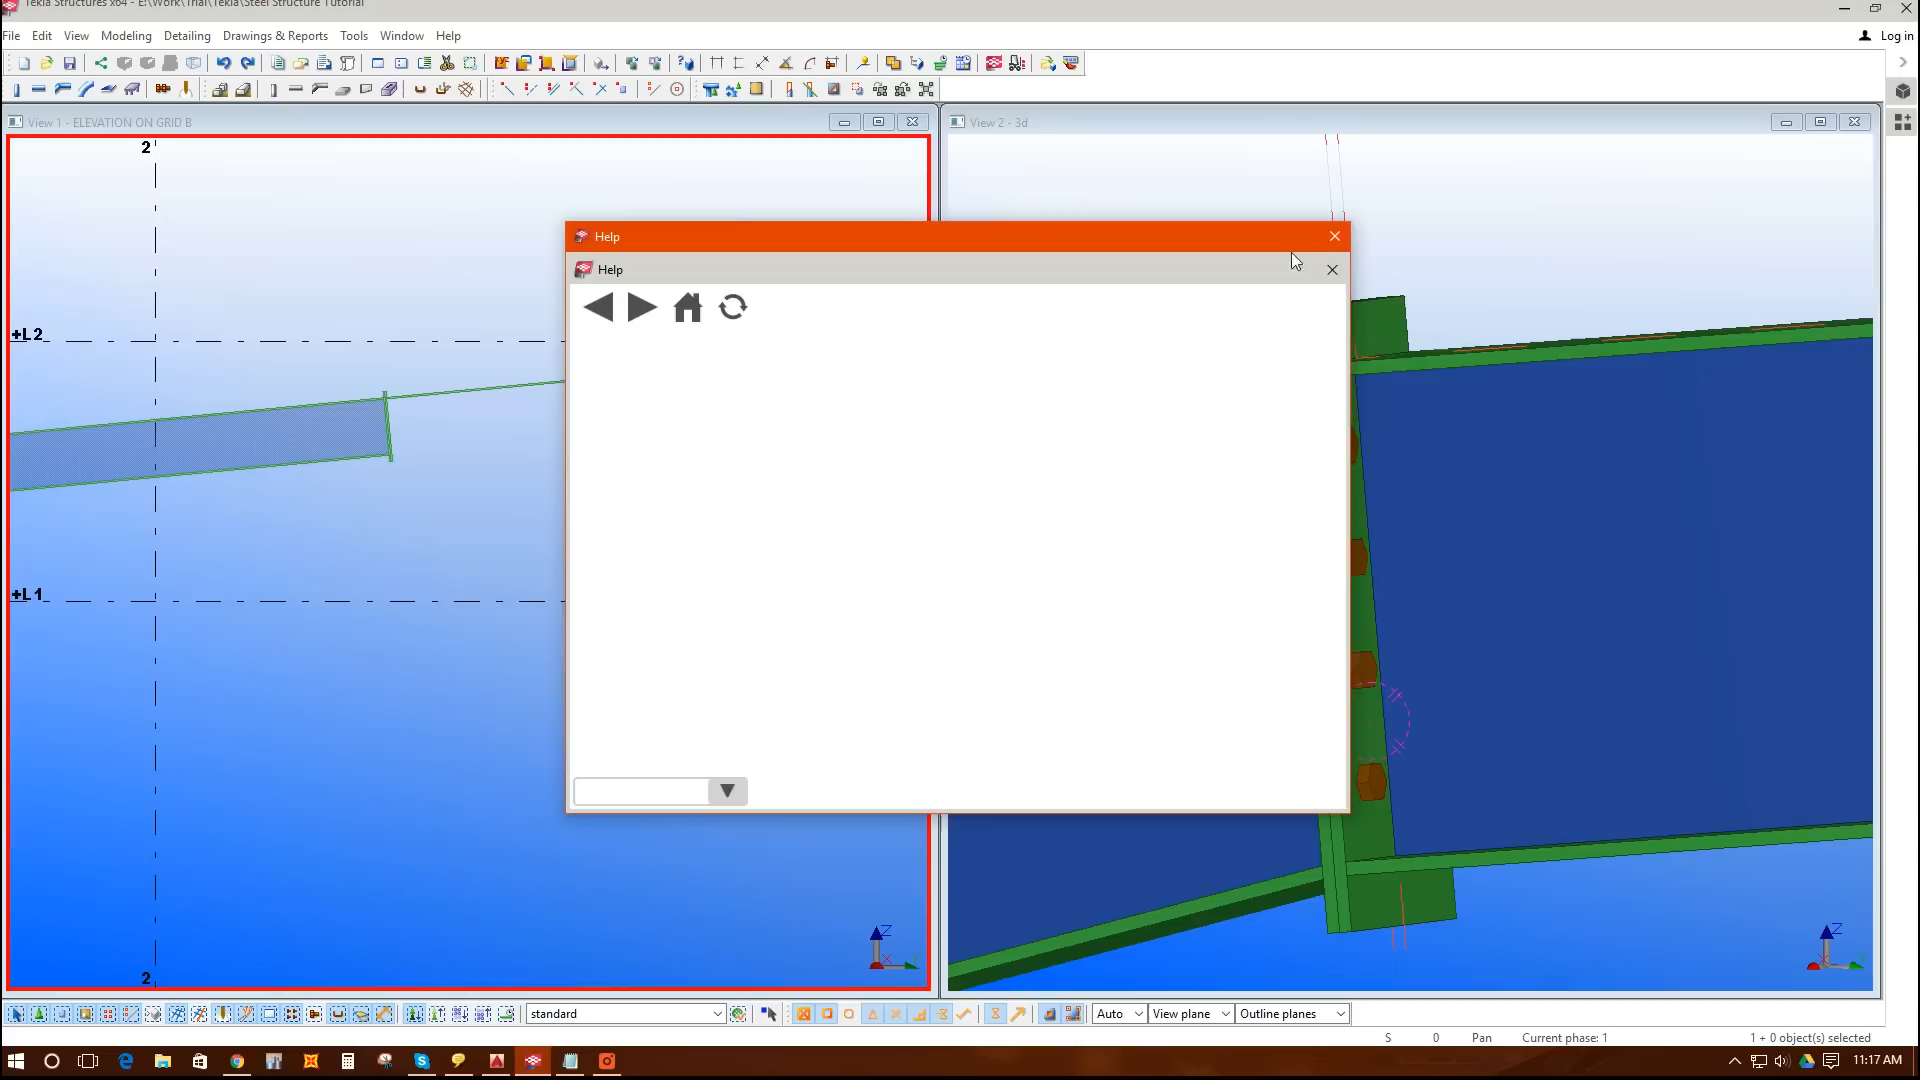 Tekla Structures x64 - E:\Work\Trial\Tekla\Steel Structure Tutorial
File Edit View Modeling Detailing Drawings & Reports Tools Window Help
Log in
View 1 - ELEVATION ON GRID B
View 2 - 3d
2
Help
Help
+L2
+L1
Z
X
Z
2
standard
Auto
View plane
Outline planes
S 0 Pan Current phase: 1 1 + 0 object(s) selected
11:17 AM